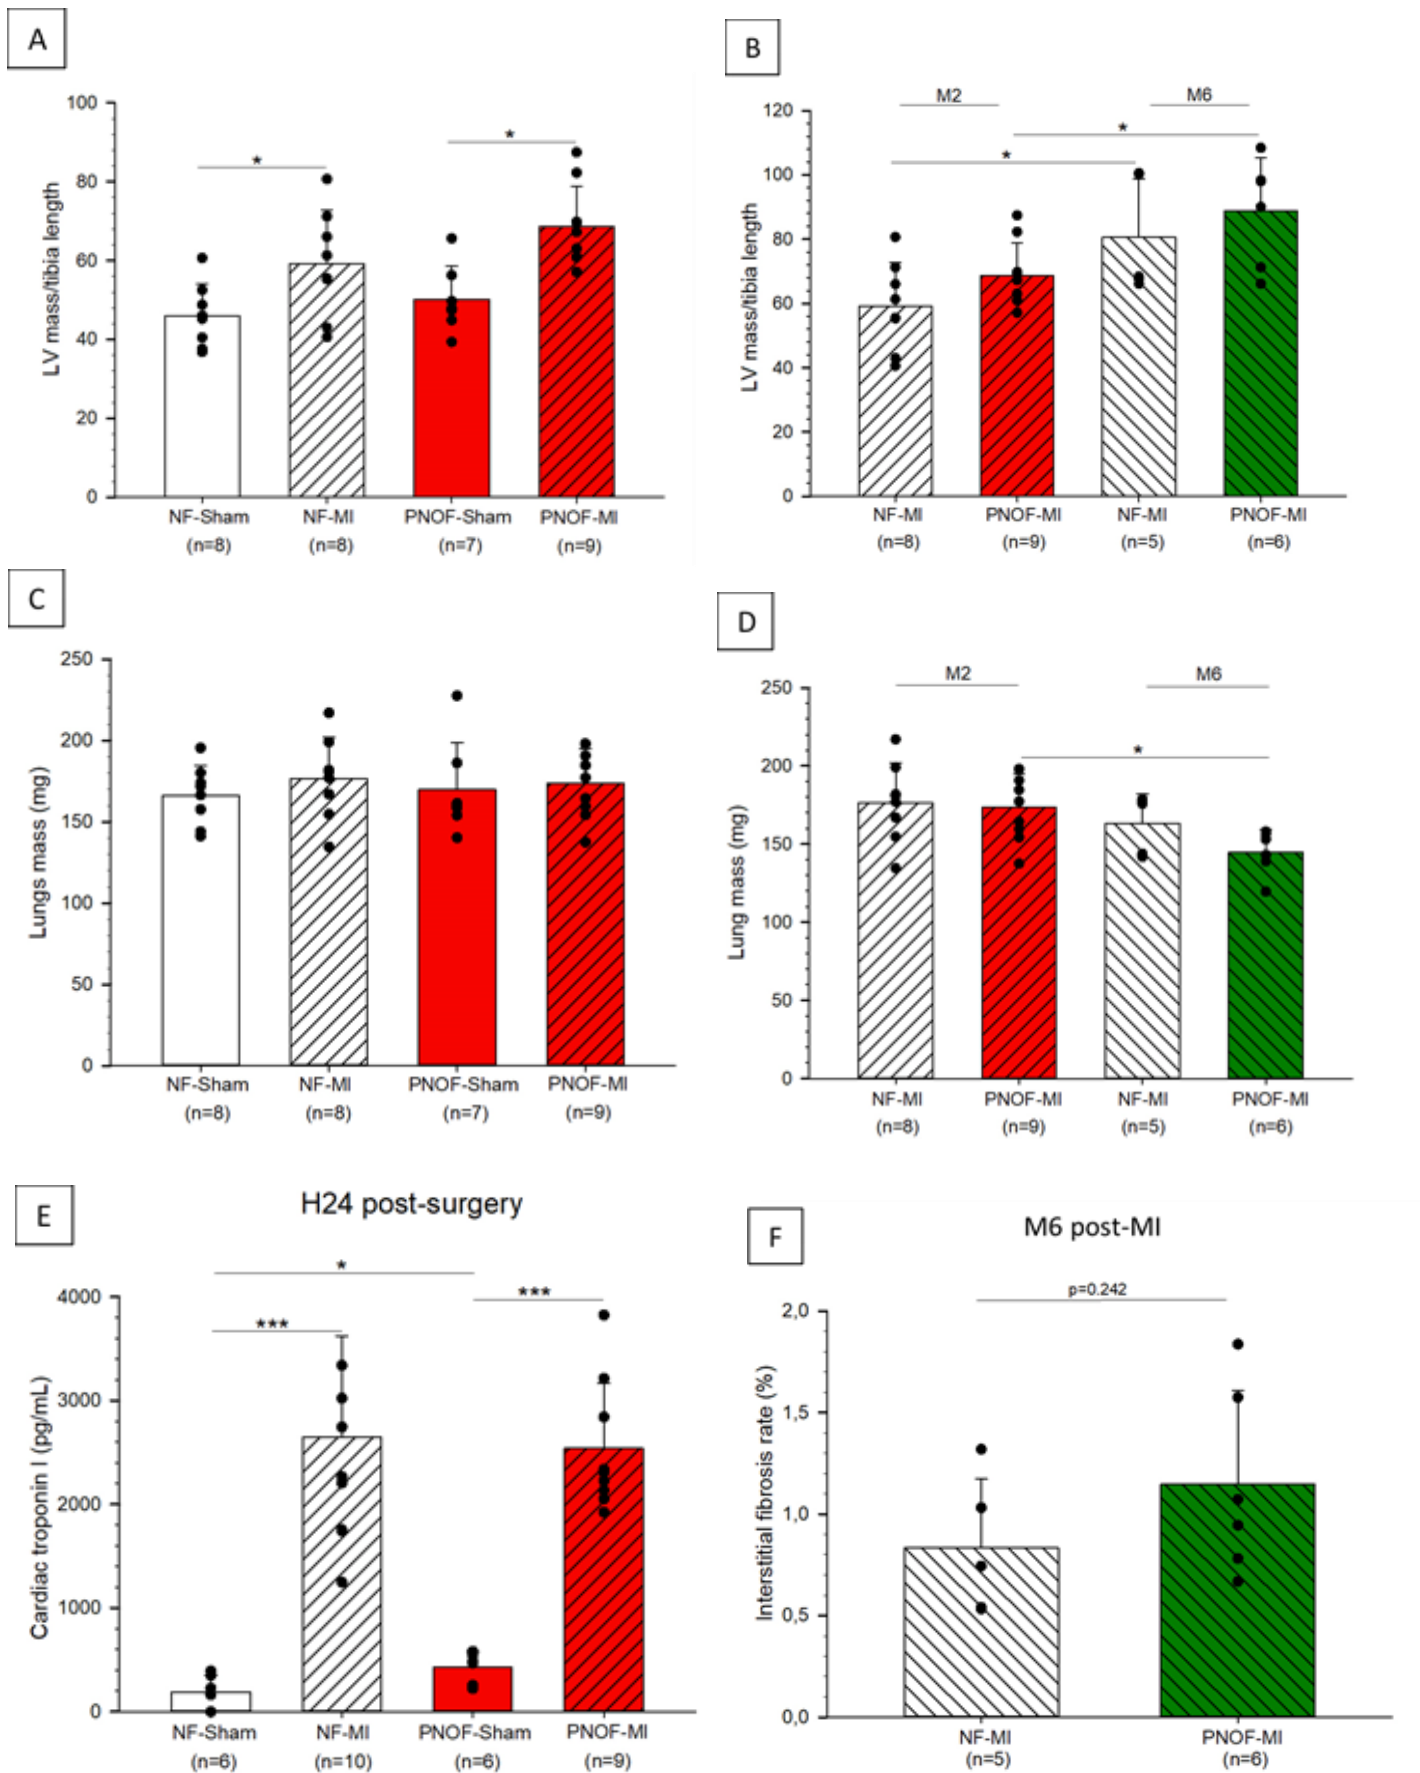 A
LV mass/tibia length
100
80
60
40
20
0
*
*
NF-Sham NF-MI PNOF-Sham PNOF-MI
(n=8) (n=8) (n=7) (n=9)
B
LV mass/tibia length
120
100
80
60
40
20
0
M2 M6
*
*
NF-MI PNOF-MI NF-MI PNOF-MI
(n=8) (n=9) (n=5) (n=6)
C
Lungs mass (mg)
250
200
150
100
50
0
NF-Sham NF-MI PNOF-Sham PNOF-MI
(n=8) (n=8) (n=7) (n=9)
D
Lung mass (mg)
250
200
150
100
50
0
M2 M6
*
NF-MI PNOF-MI NF-MI PNOF-MI
(n=8) (n=9) (n=5) (n=6)
E
H24 post-surgery
Cardiac troponin I (pg/mL)
4000
3000
2000
1000
0
*
***
***
NF-Sham NF-MI PNOF-Sham PNOF-MI
(n=6) (n=10) (n=6) (n=9)
F
M6 post-MI
Interstitial fibrosis rate (%)
2,0
1,5
1,0
0,5
0,0
p=0.242
NF-MI PNOF-MI
(n=5) (n=6)